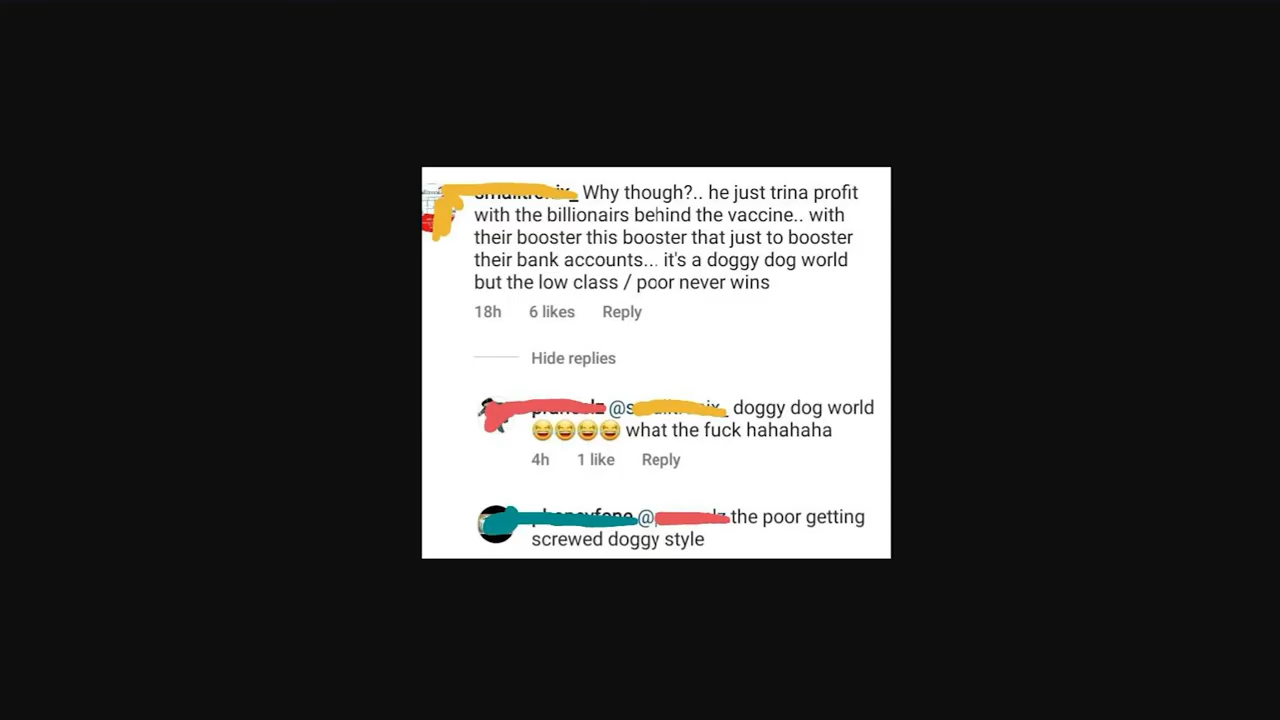 Why though?.. he just trina profit
with the billionairs behind the vaccine.. with
their booster this booster that just to booster
their bank accounts... it's a doggy dog world
but the low class / poor never wins
18h 6 likes Reply
Hide replies
doggy dog world
😆😆😆😆 what the fuck hahahaha
4h 1 like Reply
the poor getting
screwed doggy style